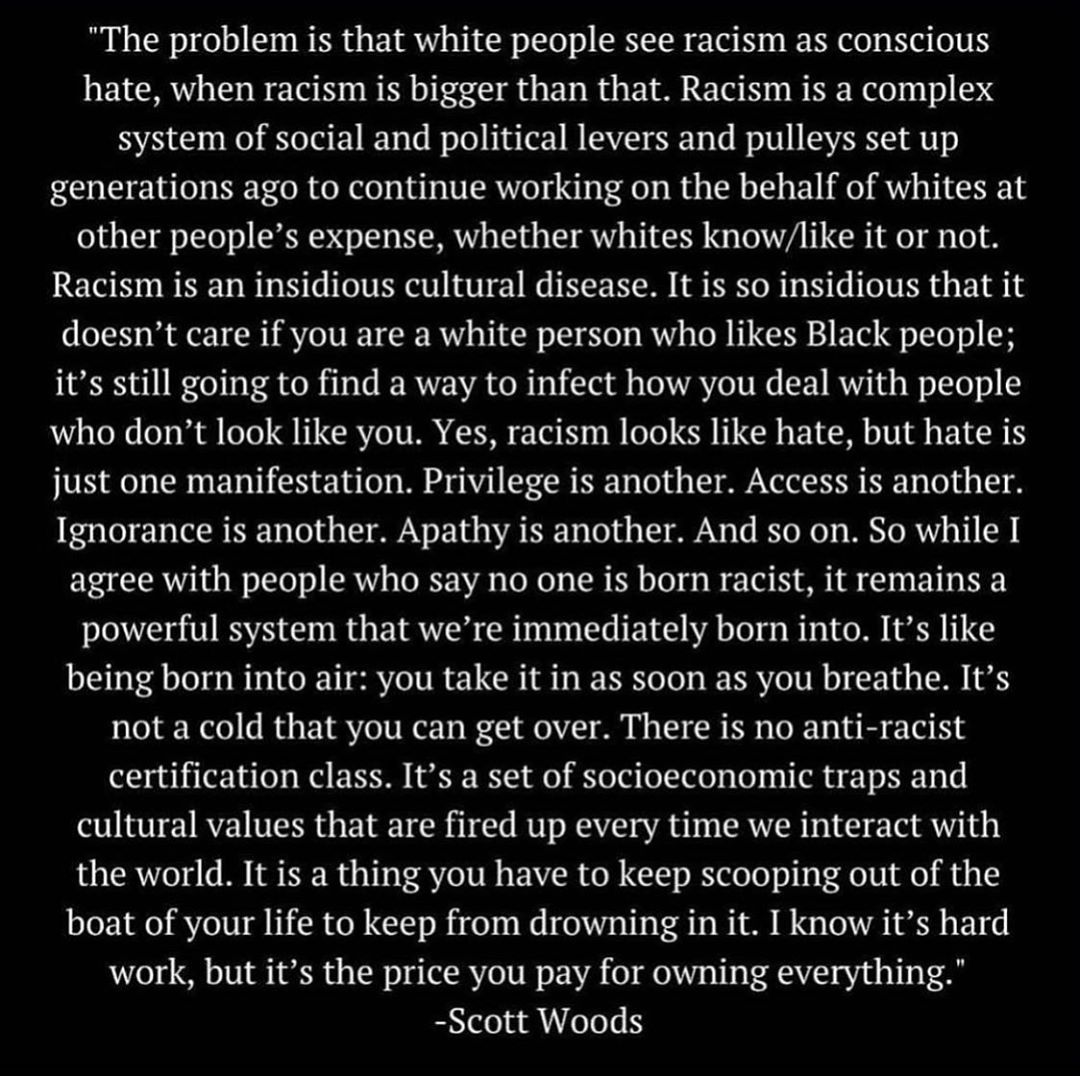 "The problem is that white people see racism as conscious
hate, when racism is bigger than that. Racism is a complex
system of social and political levers and pulleys set up
generations ago to continue working on the behalf of whites at
other people’s expense, whether whites know/like it or not.
Racism is an insidious cultural disease. It is so insidious that it
doesn’t care if you are a white person who likes Black people;
it’s still going to find a way to infect how you deal with people
who don’t look like you. Yes, racism looks like hate, but hate is
just one manifestation. Privilege is another. Access is another.
Ignorance is another. Apathy is another. And so on. So while I
agree with people who say no one is born racist, it remains a
powerful system that we’re immediately born into. It’s like
being born into air: you take it in as soon as you breathe. It’s
not a cold that you can get over. There is no anti-racist
certification class. It’s a set of socioeconomic traps and
cultural values that are fired up every time we interact with
the world. It is a thing you have to keep scooping out of the
boat of your life to keep from drowning in it. I know it’s hard
work, but it’s the price you pay for owning everything."
-Scott Woods